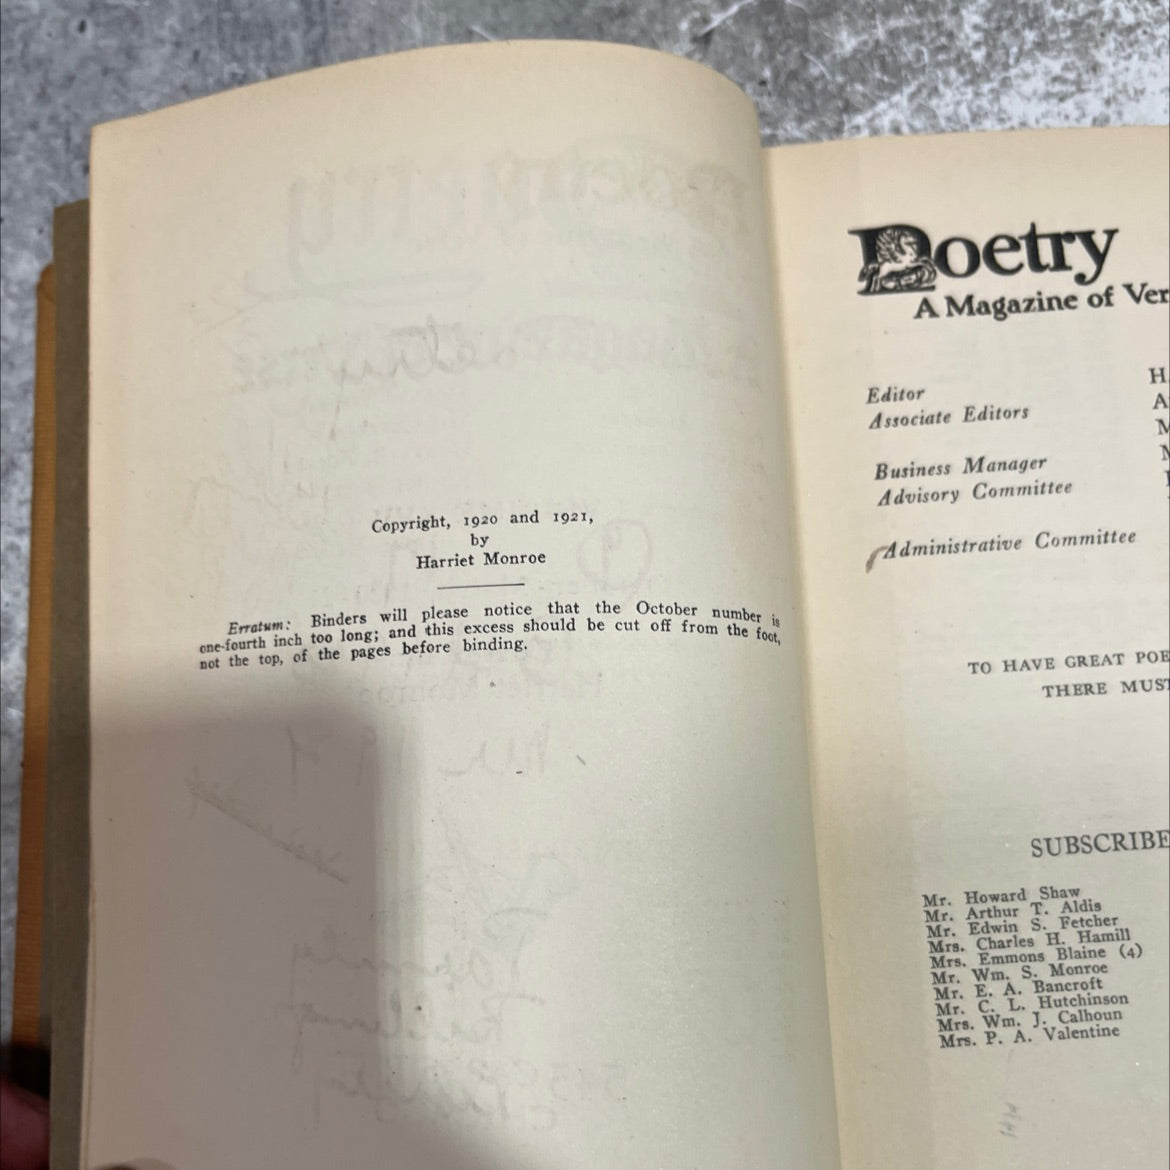 Copyright, 1920 and 1921,
by
Harriet Monroe
Erratum: Binders will please notice that the October number is
one-fourth inch too long; and this excess should be cut off from the foot,
not the top, of the pages before binding.
Poetry
A Magazine of Ver
Editor H
Associate Editors A
M
Business Manager M
Advisory Committee
Administrative Committee
TO HAVE GREAT POE
THERE MUST
SUBSCRIBE
Mr. Howard Shaw
Mr. Arthur T. Aldis
Mr. Edwin S. Fetcher
Mrs. Charles H. Hamill
Mrs. Emmons Blaine (4)
Mr. Wm. S. Monroe
Mr. E. A. Bancroft
Mr. C. L. Hutchinson
Mrs. Wm. J. Calhoun
Mrs. P. A. Valentine